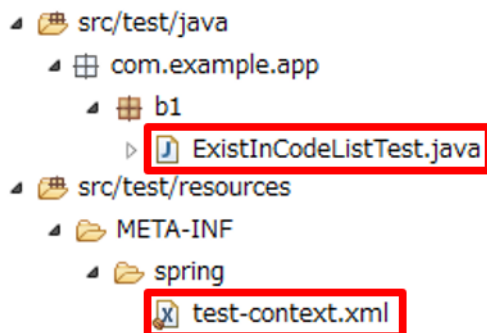 src/test/java
com.example.app
b1
ExistInCodeListTest.java
src/test/resources
META-INF
spring
test-context.xml